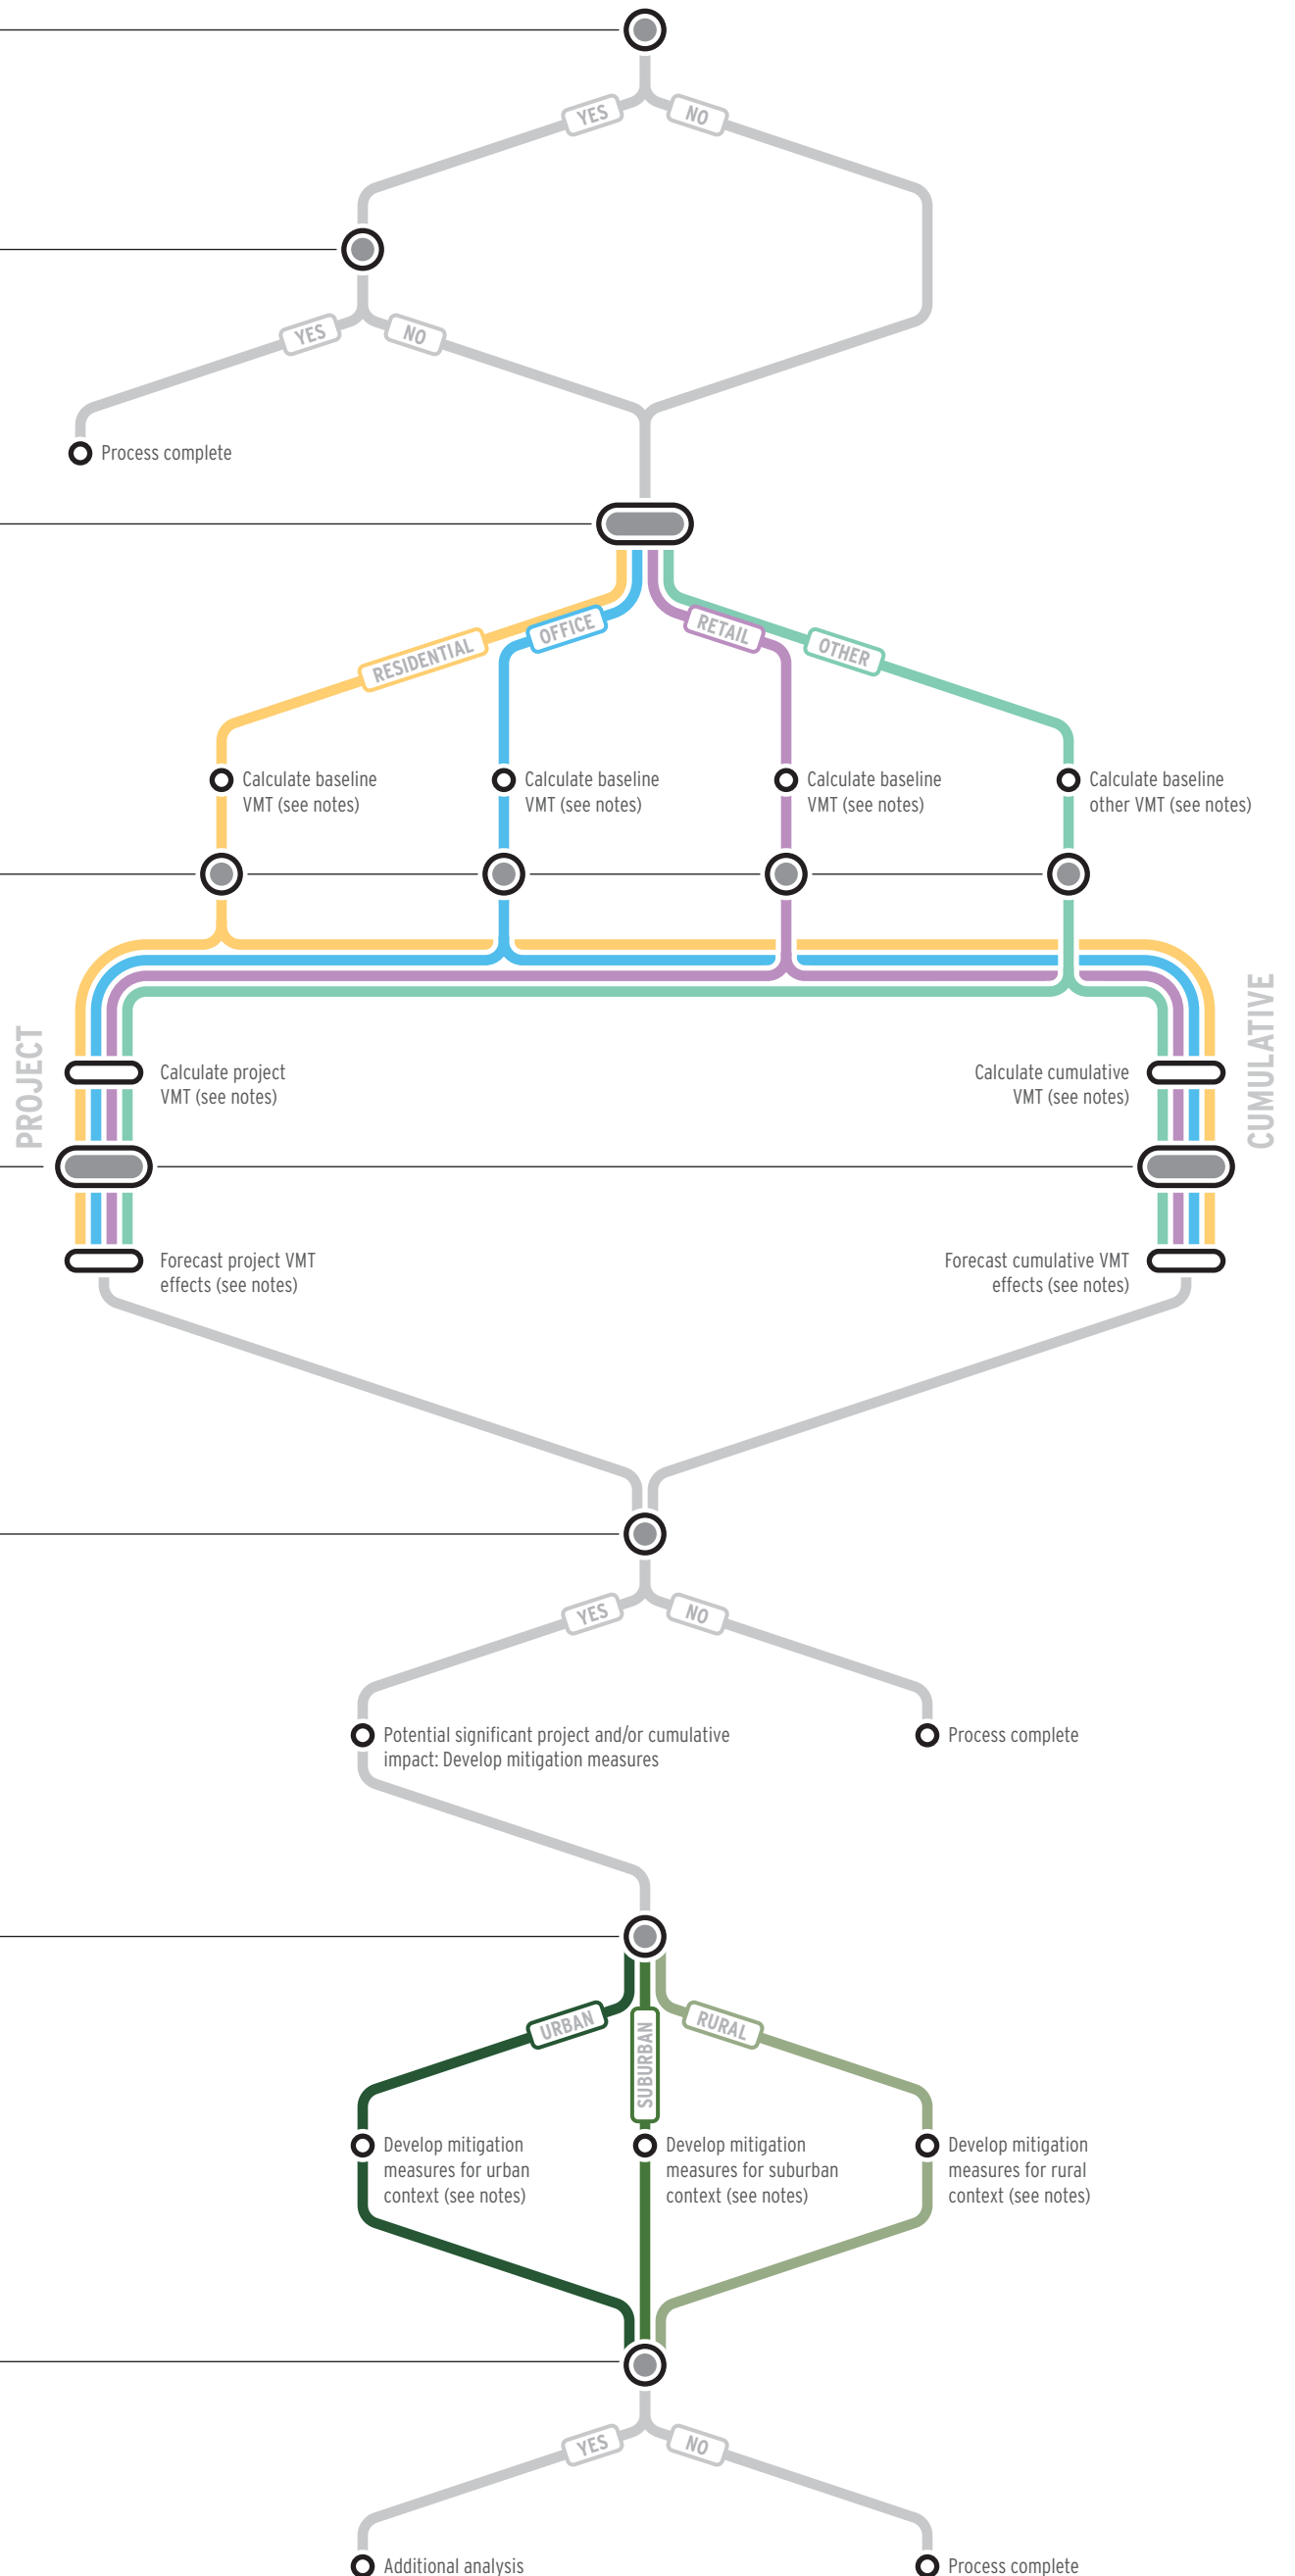 YES
NO
YES
NO
Process complete
RESIDENTIAL
OFFICE
RETAIL
OTHER
Calculate baseline
VMT (see notes)
Calculate baseline
VMT (see notes)
Calculate baseline
VMT (see notes)
Calculate baseline
other VMT (see notes)
PROJECT
Calculate project
VMT (see notes)
Calculate cumulative
VMT (see notes)
CUMULATIVE
Forecast project VMT
effects (see notes)
Forecast cumulative VMT
effects (see notes)
YES
NO
Potential significant project and/or cumulative
impact: Develop mitigation measures
Process complete
URBAN
SUBURBAN
RURAL
Develop mitigation
measures for urban
context (see notes)
Develop mitigation
measures for suburban
context (see notes)
Develop mitigation
measures for rural
context (see notes)
YES
NO
Additional analysis
Process complete